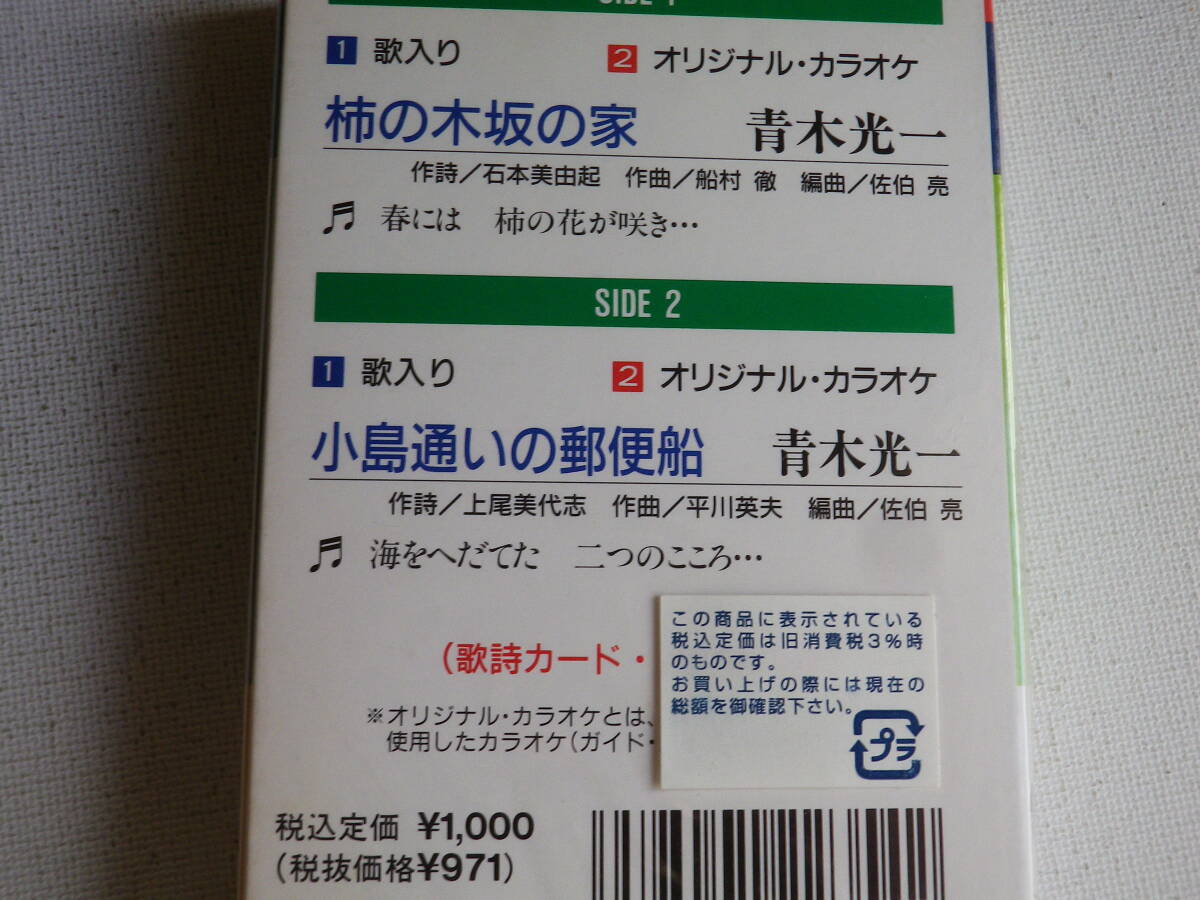 SIDE 1
1 歌入り 2 オリジナル・カラオケ
柿の木坂の家 青木光一
作詩／石本美由起 作曲／船村 徹 編曲／佐伯 亮
春には 柿の花が咲き…
SIDE 2
1 歌入り 2 オリジナル・カラオケ
小島通いの郵便船 青木光一
作詩／上尾美代志 作曲／平川英夫 編曲／佐伯 亮
海をへだてた 二つのこころ…
（歌詩カード・
※オリジナル・カラオケとは、
使用したカラオケ（ガイド・
この商品に表示されている
税込定価は旧消費税3%時
のものです。
お買い上げの際には現在の
総額を御確認下さい。
プラ
税込定価 ¥1,000
（税抜価格¥971）